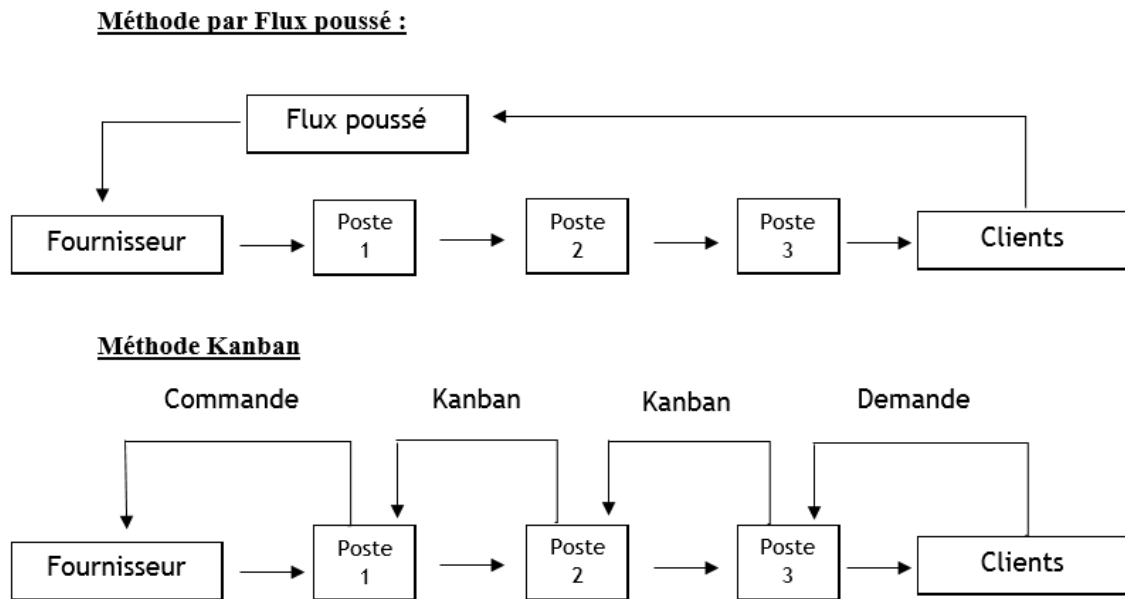 Méthode par Flux poussé :
Flux poussé
Fournisseur
Poste
1
Poste
2
Poste
3
Clients
Méthode Kanban
Commande
Kanban
Kanban
Demande
Fournisseur
Poste
1
Poste
2
Poste
3
Clients